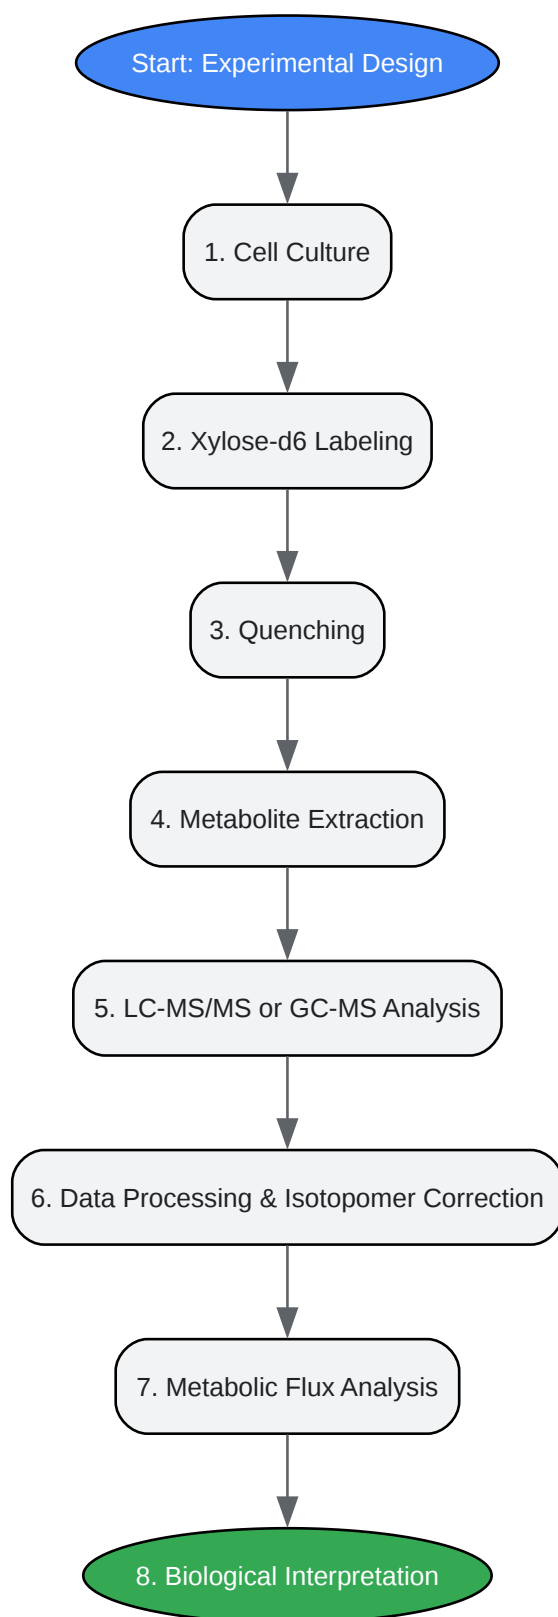 Start: Experimental Design
1. Cell Culture
2. Xylose-d6 Labeling
3. Quenching
4. Metabolite Extraction
5. LC-MS/MS or GC-MS Analysis
6. Data Processing & Isotopomer Correction
7. Metabolic Flux Analysis
8. Biological Interpretation